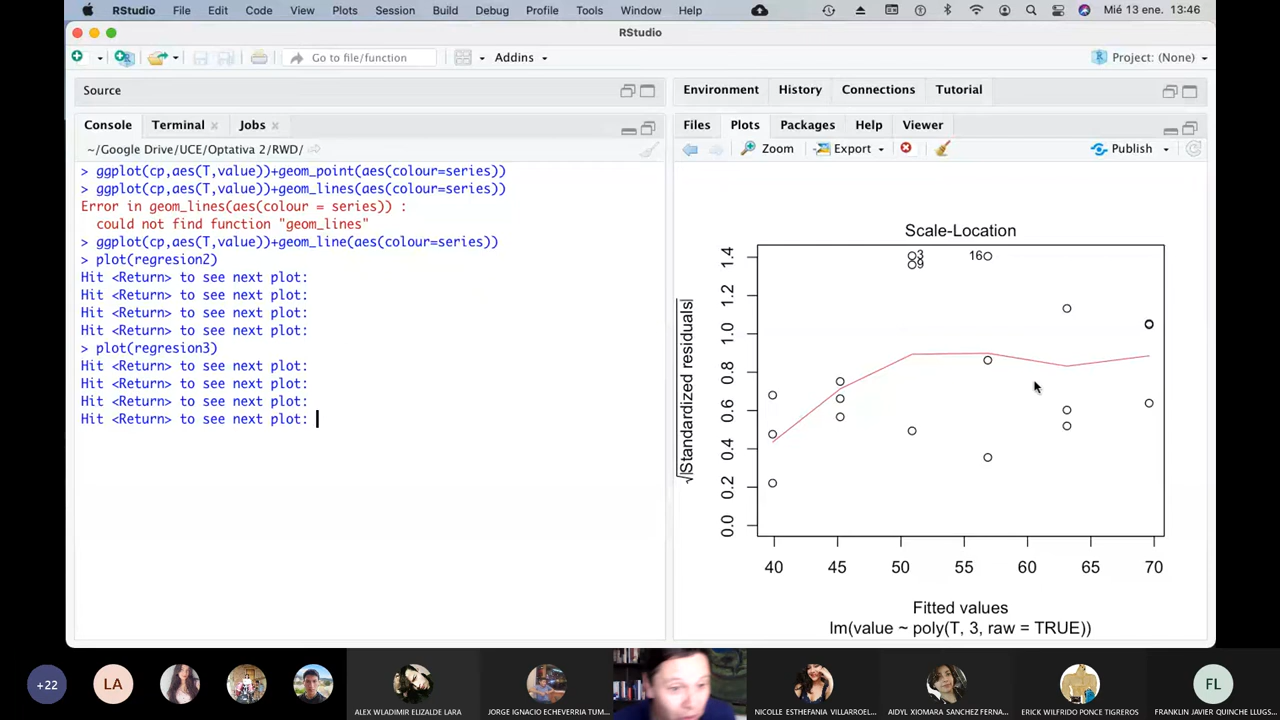 RStudio File Edit Code View Plots Session Build Debug Profile Tools Window Help Mié 13 ene. 13:46
RStudio
Go to file/function Addins Project: (None)
Source
Console Terminal Jobs
~/Google Drive/UCE/Optativa 2/RWD/
> ggplot(cp,aes(T,value))+geom_point(aes(colour=series))
> ggplot(cp,aes(T,value))+geom_lines(aes(colour=series))
Error in geom_lines(aes(colour = series)) :
could not find function "geom_lines"
> ggplot(cp,aes(T,value))+geom_line(aes(colour=series))
> plot(regresion2)
Hit <Return> to see next plot:
Hit <Return> to see next plot:
Hit <Return> to see next plot:
Hit <Return> to see next plot:
> plot(regresion3)
Hit <Return> to see next plot:
Hit <Return> to see next plot:
Hit <Return> to see next plot:
Hit <Return> to see next plot:
Environment History Connections Tutorial
Files Plots Packages Help Viewer
Zoom Export Publish
Scale-Location
√|Standardized residuals|
1.4
1.2
1.0
0.8
0.6
0.4
0.2
0.0
3
9
16
40 45 50 55 60 65 70
Fitted values
lm(value ~ poly(T, 3, raw = TRUE))
+22
LA
ALEX WLADIMIR ELIZALDE LARA
JORGE IGNACIO ECHEVERRIA TUM...
NICOLLE ESTHEFANIA VILLARROEL...
AIDYL XIOMARA SANCHEZ FERNA...
ERICK WILFRIDO PONCE TIGREROS
FL
FRANKLIN JAVIER QUINCHE LLUGS...